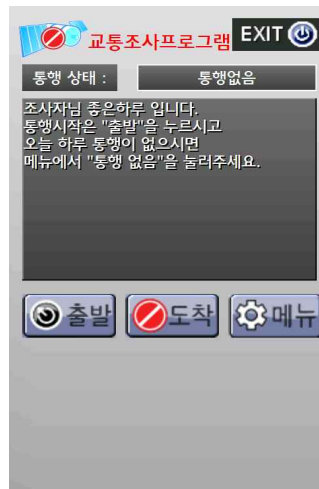 교통조사프로그램 EXIT
통행 상태 : 통행없음
조사자님 좋은하루 입니다.
통행시작은 "출발"을 누르시고
오늘 하루 통행이 없으시면
메뉴에서 "통행 없음"을 눌러주세요.
출발 도착 메뉴